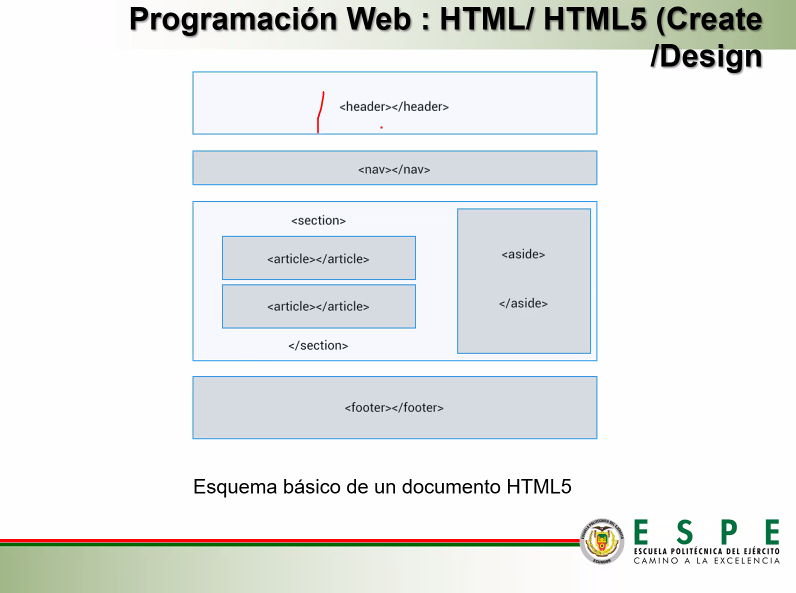 Programación Web : HTML/ HTML5 (Create
/Design
<header></header>
<nav></nav>
<section>
<article></article>
<article></article>
</section>
<aside>
</aside>
<footer></footer>
Esquema básico de un documento HTML5
ESPE
ESCUELA POLITÉCNICA DEL EJÉRCITO
CAMINO A LA EXCELENCIA